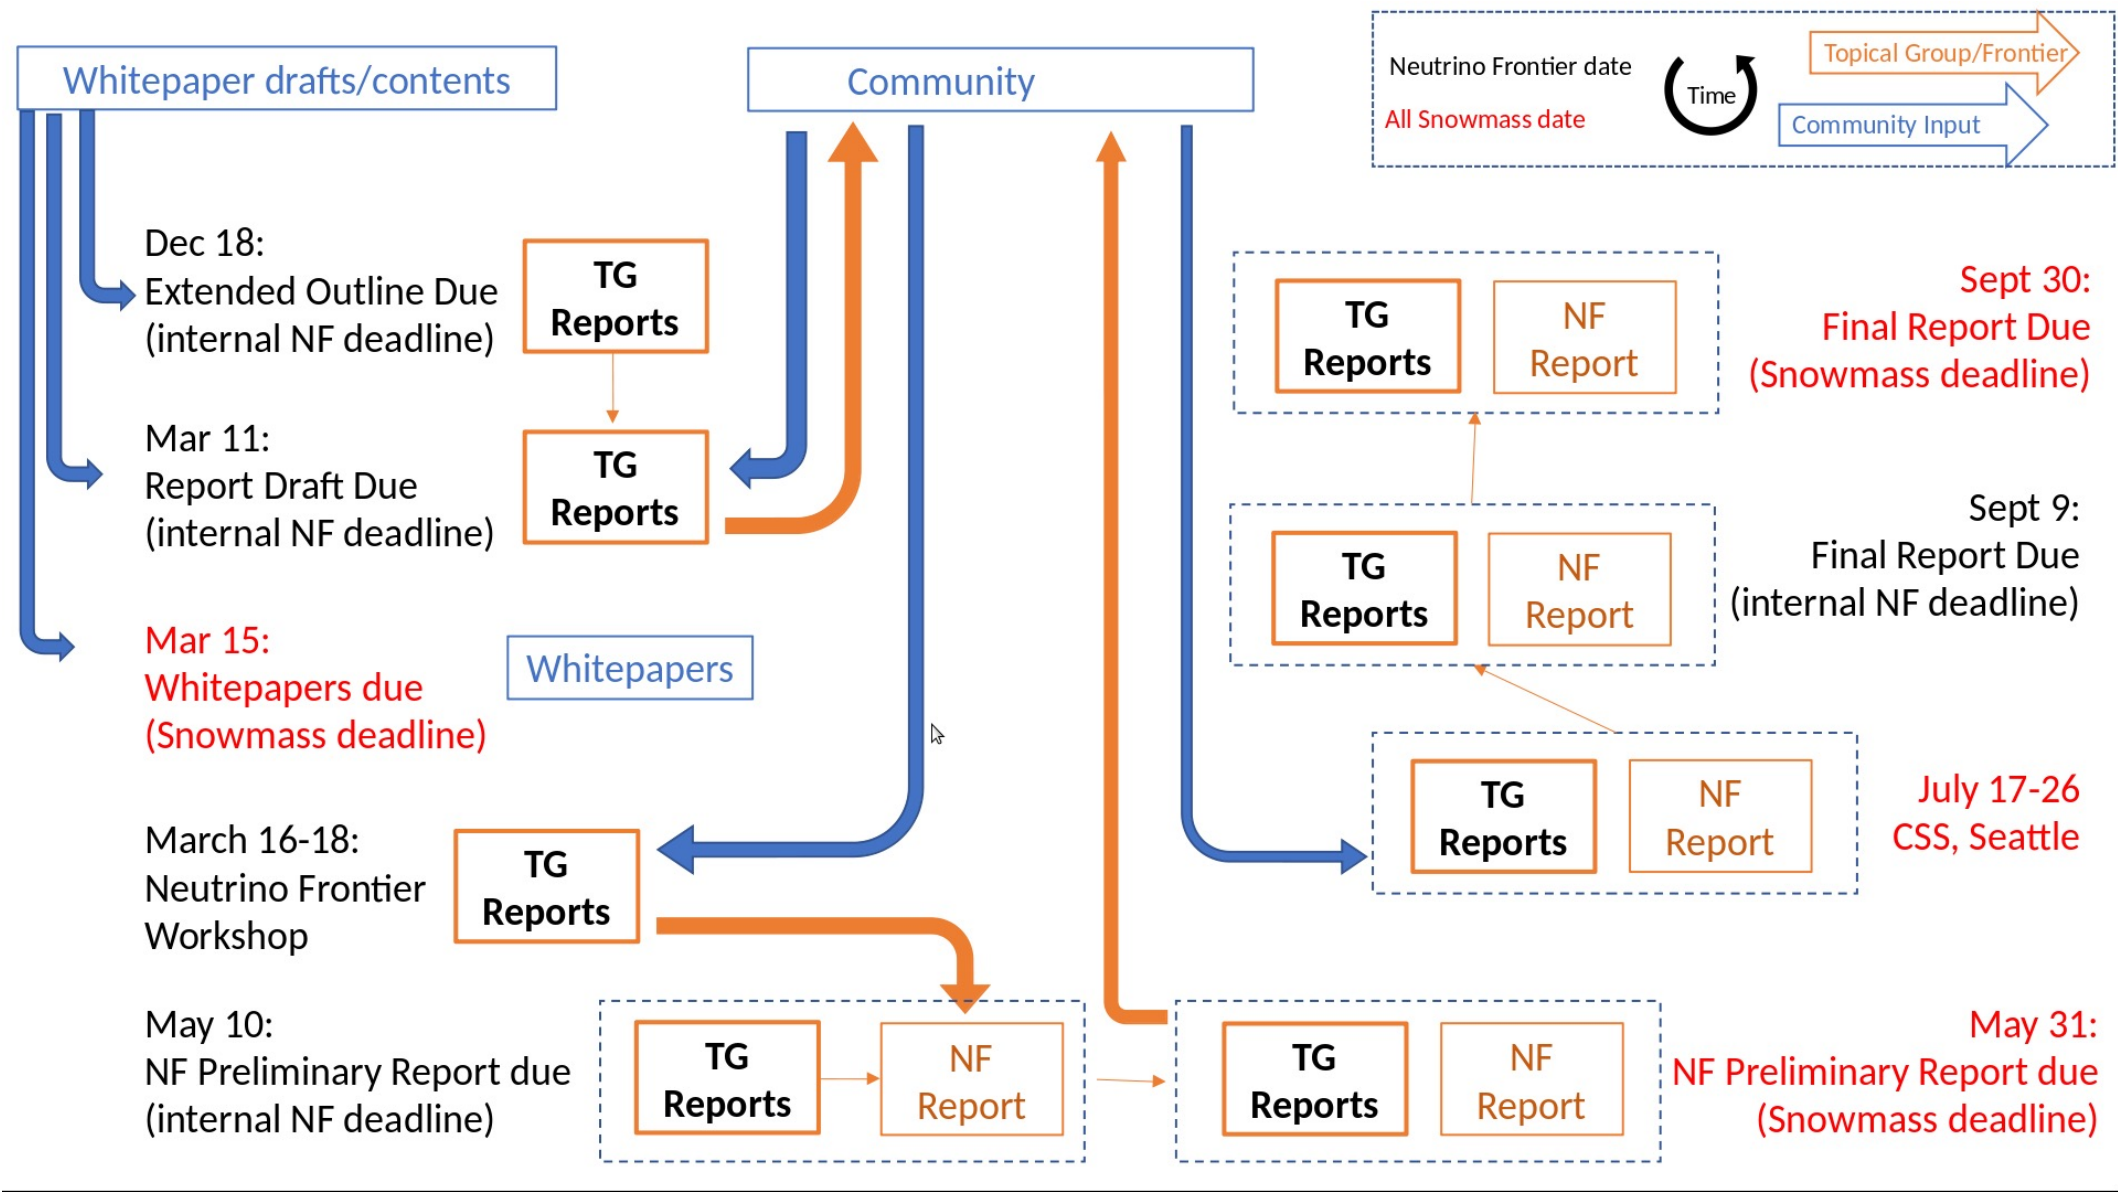 Whitepaper drafts/contents
Community
Neutrino Frontier date
All Snowmass date
Time
Topical Group/Frontier
Community Input
Dec 18:
Extended Outline Due
(internal NF deadline)
TG
Reports
Mar 11:
Report Draft Due
(internal NF deadline)
TG
Reports
Mar 15:
Whitepapers due
(Snowmass deadline)
Whitepapers
March 16-18:
Neutrino Frontier
Workshop
TG
Reports
May 10:
NF Preliminary Report due
(internal NF deadline)
TG
Reports
NF
Report
TG
Reports
NF
Report
May 31:
NF Preliminary Report due
(Snowmass deadline)
TG
Reports
NF
Report
July 17-26
CSS, Seattle
TG
Reports
NF
Report
Sept 9:
Final Report Due
(internal NF deadline)
TG
Reports
NF
Report
Sept 30:
Final Report Due
(Snowmass deadline)